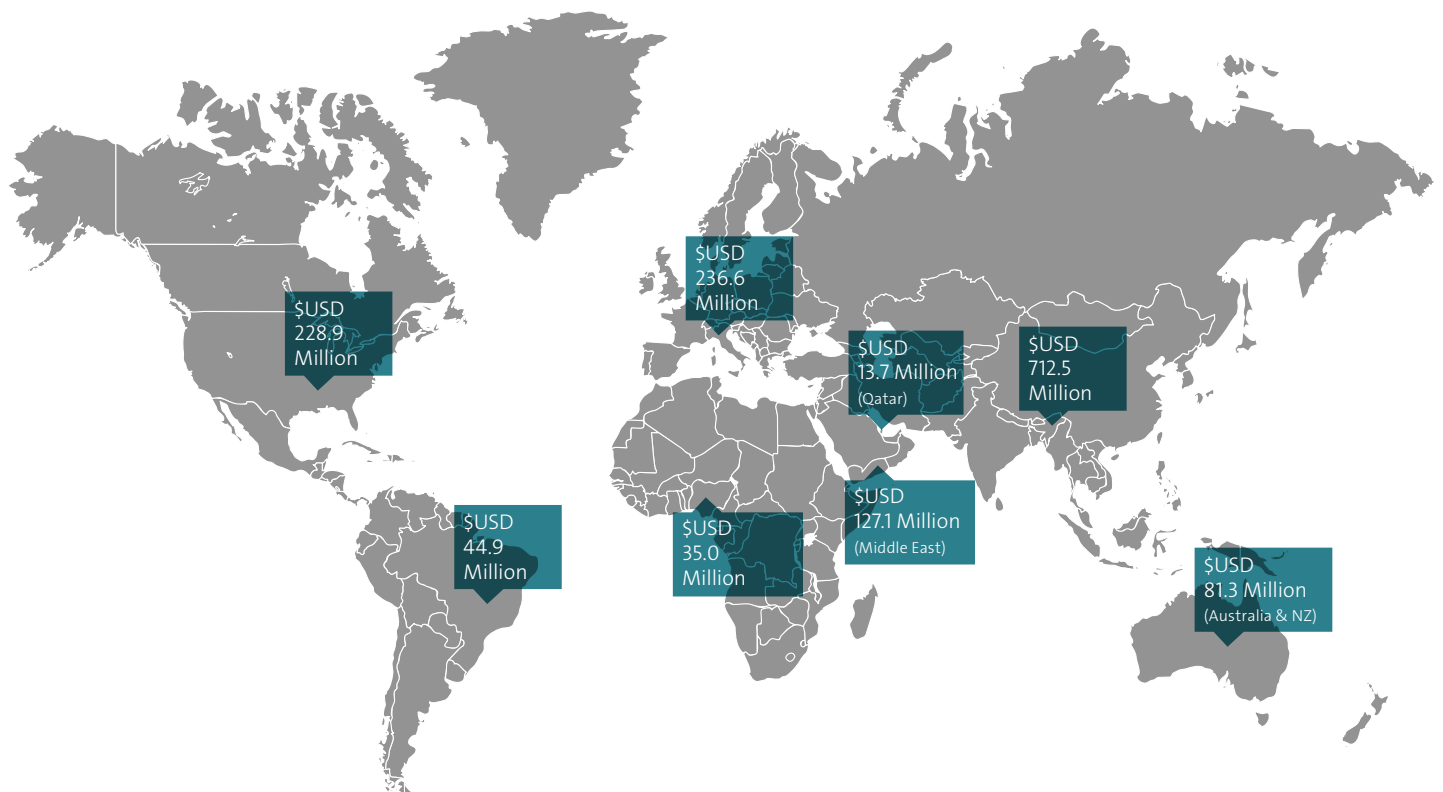 $USD
236.6
Million
$USD
228.9
Million
$USD
13.7 Million
(Qatar)
$USD
712.5
Million
$USD
127.1 Million
(Middle East)
$USD
44.9
Million
$USD
35.0
Million
$USD
81.3 Million
(Australia & NZ)